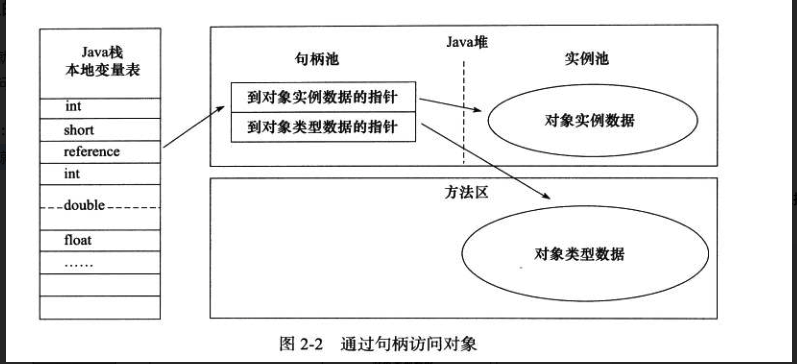 Java栈
本地变量表
int
short
reference
int
double
float
……
Java堆
句柄池
实例池
到对象实例数据的指针
到对象类型数据的指针
对象实例数据
方法区
对象类型数据
图 2-2 通过句柄访问对象